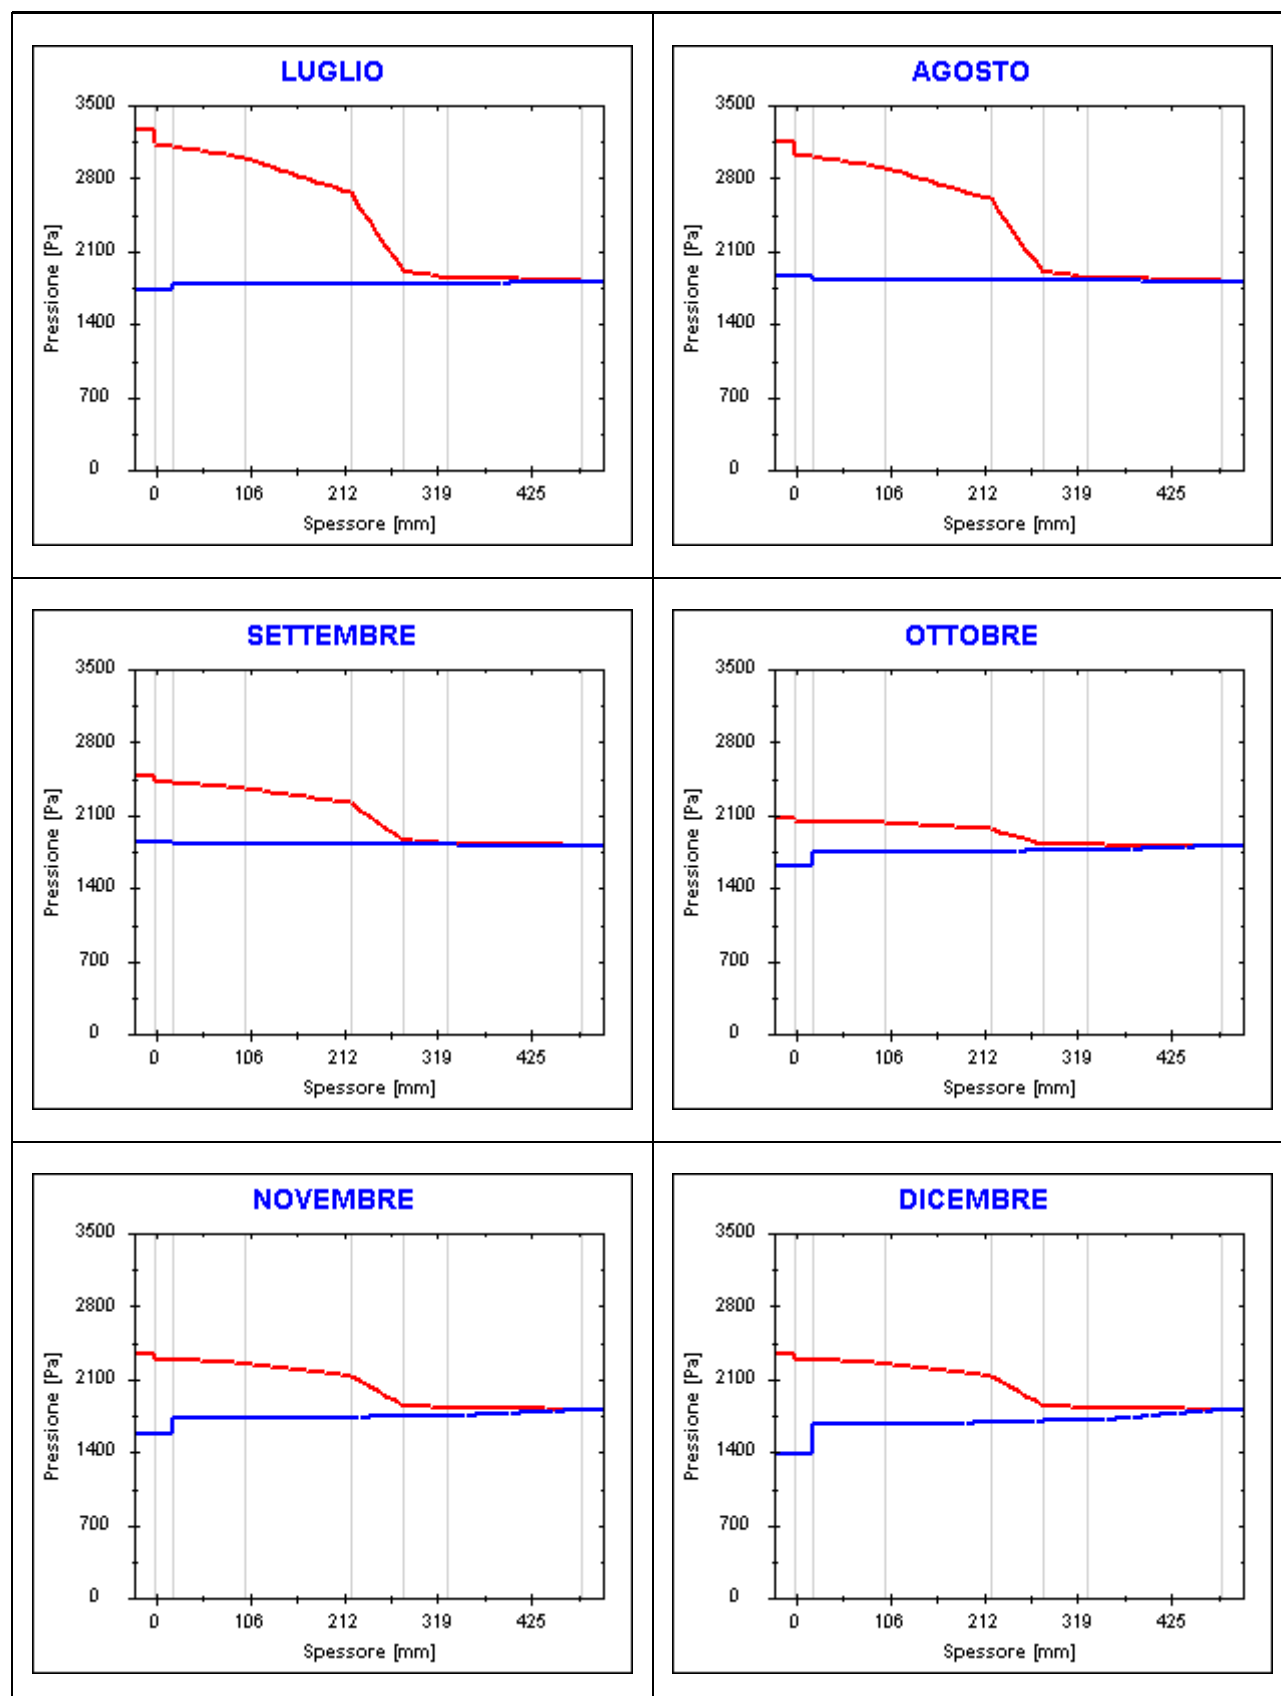 LUGLIO
3500
2800
2100
1400
700
0
Pressione [Pa]
0 106 212 319 425
Spessore [mm]
AGOSTO
3500
2800
2100
1400
700
0
Pressione [Pa]
0 106 212 319 425
Spessore [mm]
SETTEMBRE
3500
2800
2100
1400
700
0
Pressione [Pa]
0 106 212 319 425
Spessore [mm]
OTTOBRE
3500
2800
2100
1400
700
0
Pressione [Pa]
0 106 212 319 425
Spessore [mm]
NOVEMBRE
3500
2800
2100
1400
700
0
Pressione [Pa]
0 106 212 319 425
Spessore [mm]
DICEMBRE
3500
2800
2100
1400
700
0
Pressione [Pa]
0 106 212 319 425
Spessore [mm]